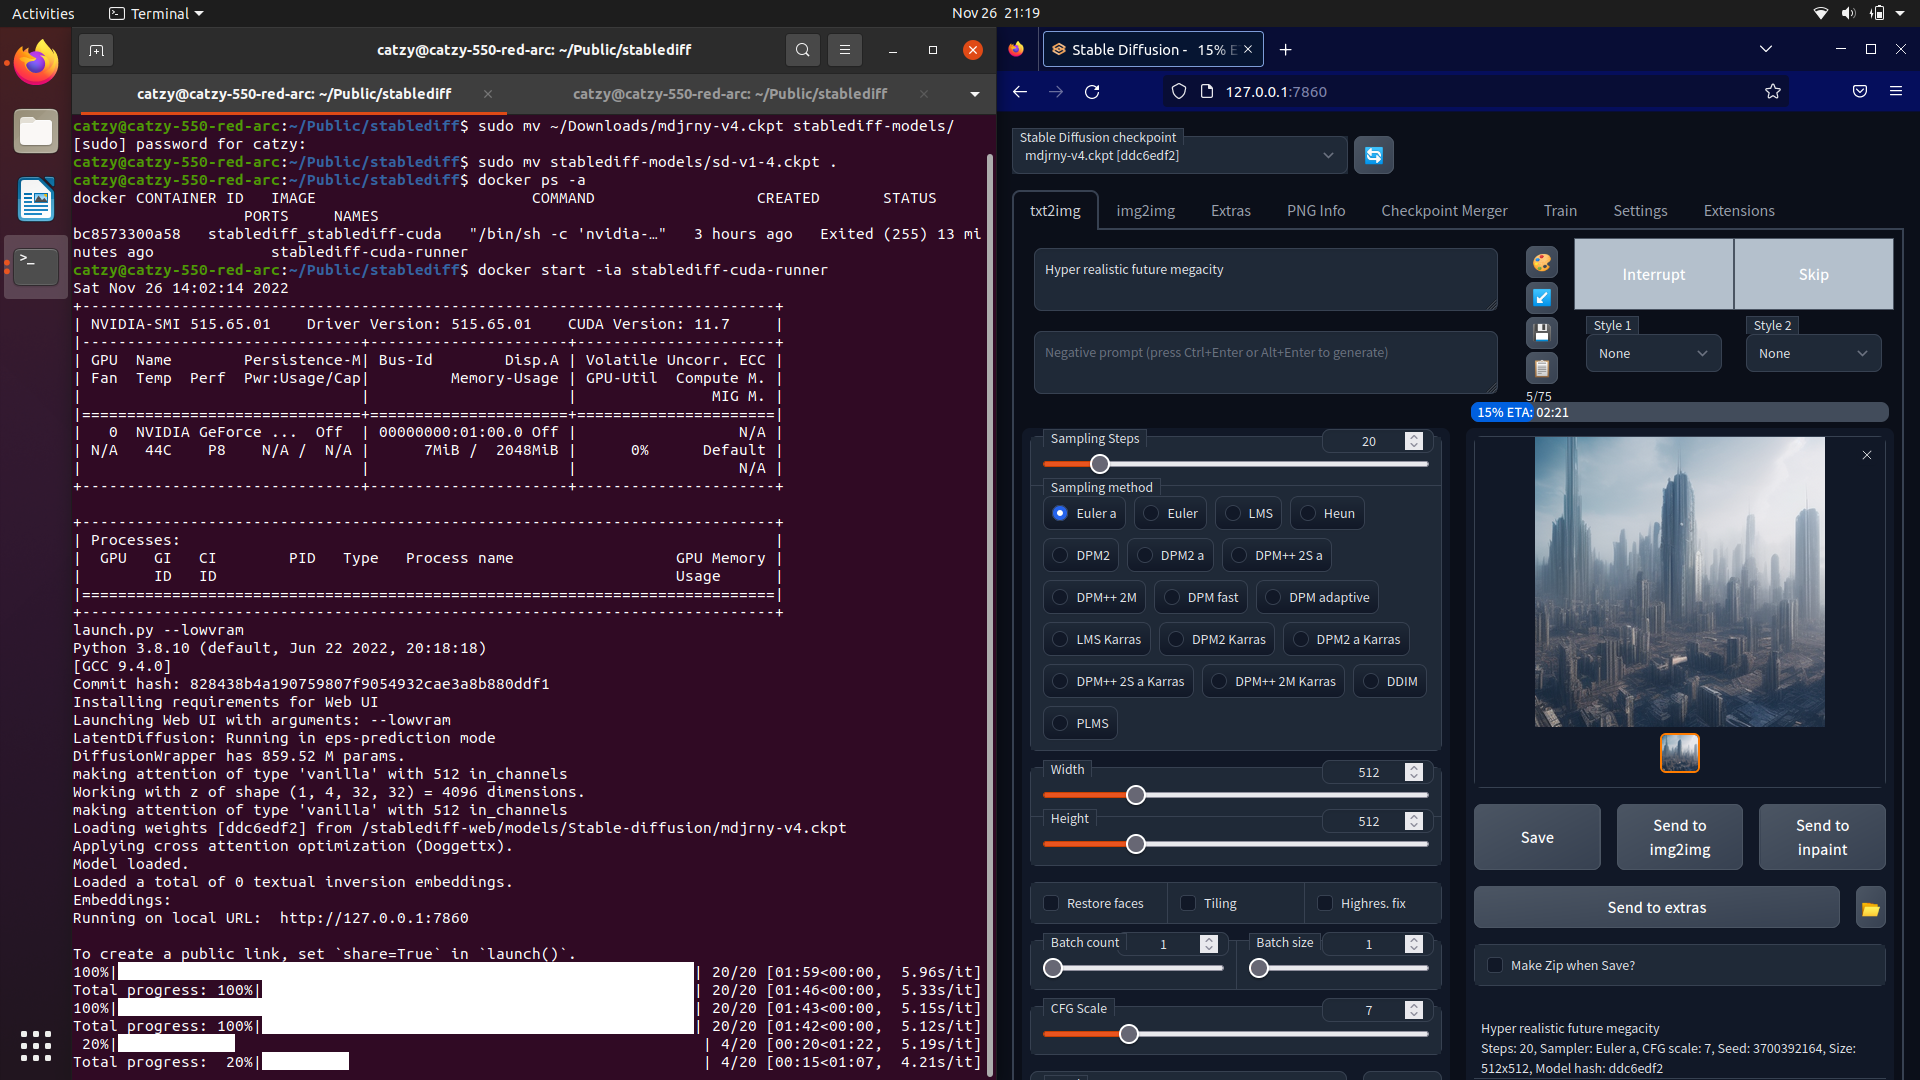 Activities
Terminal
Nov 26 21:19
catzy@catzy-550-red-arc: ~/Public/stablediff
catzy@catzy-550-red-arc: ~/Public/stablediff
catzy@catzy-550-red-arc: ~/Public/stablediff
catzy@catzy-550-red-arc:~/Public/stablediff$ sudo mv ~/Downloads/mdjrny-v4.ckpt stablediff-models/
[sudo] password for catzy:
catzy@catzy-550-red-arc:~/Public/stablediff$ sudo mv stablediff-models/sd-v1-4.ckpt .
catzy@catzy-550-red-arc:~/Public/stablediff$ docker ps -a
docker CONTAINER ID   IMAGE                        COMMAND                  CREATED       STATUS
                   PORTS     NAMES
bc8573300a58   stablediff_stablediff-cuda   "/bin/sh -c 'nvidia-…"   3 hours ago   Exited (255) 13 mi
nutes ago             stablediff-cuda-runner
catzy@catzy-550-red-arc:~/Public/stablediff$ docker start -ia stablediff-cuda-runner
Sat Nov 26 14:02:14 2022
+-----------------------------------------------------------------------------+
| NVIDIA-SMI 515.65.01    Driver Version: 515.65.01    CUDA Version: 11.7     |
|-------------------------------+----------------------+----------------------+
| GPU  Name        Persistence-M| Bus-Id        Disp.A | Volatile Uncorr. ECC |
| Fan  Temp  Perf  Pwr:Usage/Cap|         Memory-Usage | GPU-Util  Compute M. |
|                               |                      |               MIG M. |
|===============================+======================+======================|
|   0  NVIDIA GeForce ...  Off  | 00000000:01:00.0 Off |                  N/A |
| N/A   44C    P8    N/A /  N/A |      7MiB /  2048MiB |      0%      Default |
|                               |                      |                  N/A |
+-------------------------------+----------------------+----------------------+
+-----------------------------------------------------------------------------+
| Processes:                                                                  |
|  GPU   GI   CI        PID   Type   Process name                  GPU Memory |
|        ID   ID                                                   Usage      |
|=============================================================================|
+-----------------------------------------------------------------------------+
launch.py --lowvram
Python 3.8.10 (default, Jun 22 2022, 20:18:18)
[GCC 9.4.0]
Commit hash: 828438b4a190759807f9054932cae3a8b880ddf1
Installing requirements for Web UI
Launching Web UI with arguments: --lowvram
LatentDiffusion: Running in eps-prediction mode
DiffusionWrapper has 859.52 M params.
making attention of type 'vanilla' with 512 in_channels
Working with z of shape (1, 4, 32, 32) = 4096 dimensions.
making attention of type 'vanilla' with 512 in_channels
Loading weights [ddc6edf2] from /stablediff-web/models/Stable-diffusion/mdjrny-v4.ckpt
Applying cross attention optimization (Doggettx).
Model loaded.
Loaded a total of 0 textual inversion embeddings.
Embeddings:
Running on local URL:  http://127.0.0.1:7860
To create a public link, set `share=True` in `launch()`.
100%| | 20/20 [01:59<00:00,  5.96s/it]
Total progress: 100%| | 20/20 [01:46<00:00,  5.33s/it]
100%| | 20/20 [01:43<00:00,  5.15s/it]
Total progress: 100%| | 20/20 [01:42<00:00,  5.12s/it]
20%| | 4/20 [00:20<01:22,  5.19s/it]
Total progress:  20%| | 4/20 [00:15<01:07,  4.21s/it]
Stable Diffusion - 15% E
127.0.0.1:7860
Stable Diffusion checkpoint
mdjrny-v4.ckpt [ddc6edf2]
txt2img
img2img
Extras
PNG Info
Checkpoint Merger
Train
Settings
Extensions
Hyper realistic future megacity
Negative prompt (press Ctrl+Enter or Alt+Enter to generate)
Interrupt
Skip
Style 1
None
Style 2
None
5/75
15% ETA: 02:21
Sampling Steps
20
Sampling method
Euler a
Euler
LMS
Heun
DPM2
DPM2 a
DPM++ 2S a
DPM++ 2M
DPM fast
DPM adaptive
LMS Karras
DPM2 Karras
DPM2 a Karras
DPM++ 2S a Karras
DPM++ 2M Karras
DDIM
PLMS
Width
512
Height
512
Restore faces
Tiling
Highres. fix
Batch count
1
Batch size
1
CFG Scale
7
Save
Send to
img2img
Send to
inpaint
Send to extras
Make Zip when Save?
Hyper realistic future megacity
Steps: 20, Sampler: Euler a, CFG scale: 7, Seed: 3700392164, Size:
512x512, Model hash: ddc6edf2